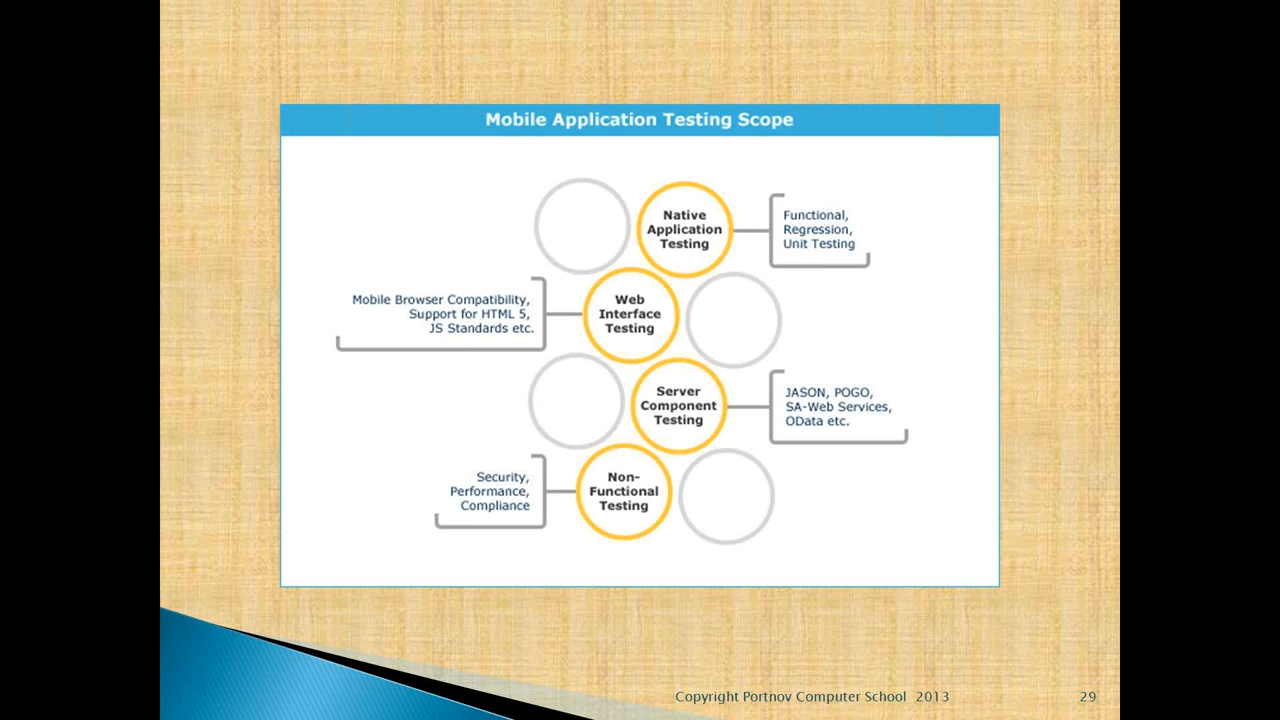 Mobile Application Testing Scope
Native
Application
Testing
Functional,
Regression,
Unit Testing
Mobile Browser Compatibility,
Support for HTML 5,
JS Standards etc.
Web
Interface
Testing
Server
Component
Testing
JASON, POGO,
SA-Web Services,
OData etc.
Security,
Performance,
Compliance
Non-
Functional
Testing
Copyright Portnov Computer School 2013
29